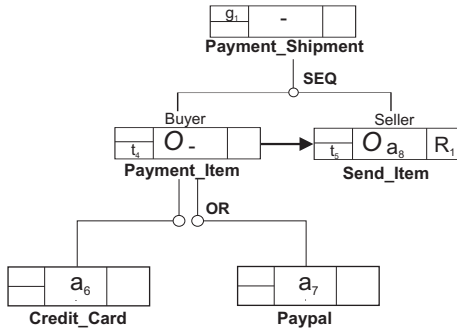 g₁ -
Payment_Shipment
SEQ
Buyer Seller
t₄ O - t₅ O a₈ R₁
Payment_Item Send_Item
OR
a₆ a₇
Credit_Card Paypal